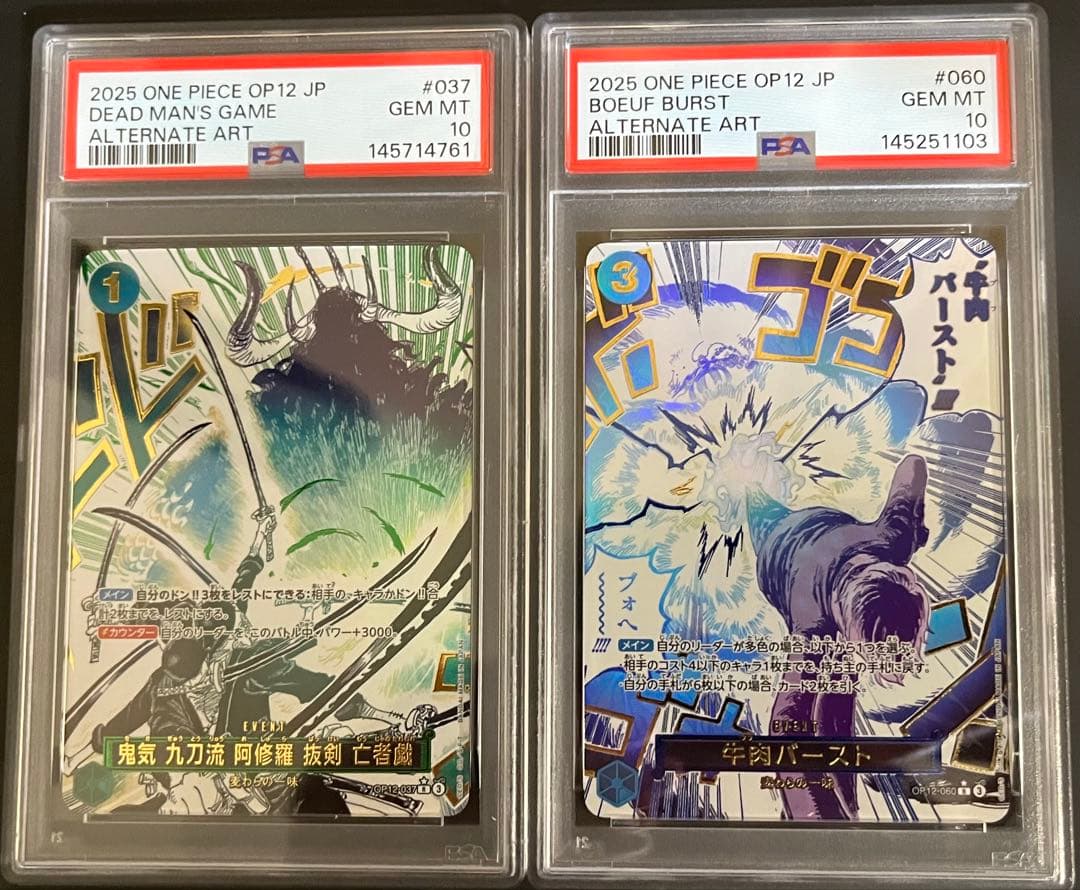 2025 ONE PIECE OP12 JP #037
DEAD MAN'S GAME GEM MT
ALTERNATE ART 10
PSA 145714761
1
ド
ド
メイン 自分のドン!!3枚をレストにできる:相手の、キャラかドン!!合
計2枚までを、レストにする。
カウンター 自分のリーダーを、このバトル中、パワー+3000。
EVENT
鬼気 九刀流 阿修羅 抜剣 亡者戯
麦わらの一味
OP12-037 R 3
PSA
2025 ONE PIECE OP12 JP #060
BOEUF BURST GEM MT
ALTERNATE ART 10
PSA 145251103
3
ゴ
牛肉
バースト!!!
ブオヘ
!!!!
メイン 自分のリーダーが多色の場合、以下から1つを選ぶ。
・相手のコスト4以下のキャラ1枚までを、持ち主の手札に戻す。
・自分の手札が6枚以下の場合、カード2枚を引く。
EVENT
牛肉バースト
麦わらの一味
OP12-060 R 3
PSA